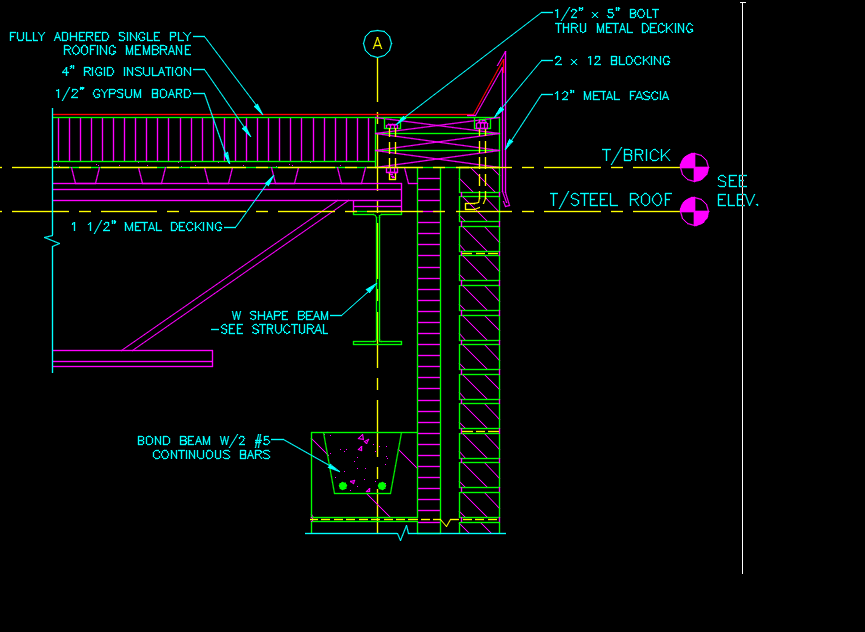 FULLY ADHERED SINGLE PLY
ROOFING MEMBRANE
4" RIGID INSULATION
1/2" GYPSUM BOARD
A
1/2" x 5" BOLT
THRU METAL DECKING
2 x 12 BLOCKING
12" METAL FASCIA
T/BRICK
T/STEEL ROOF
SEE
ELEV.
1 1/2" METAL DECKING
W SHAPE BEAM
-SEE STRUCTURAL
BOND BEAM W/2 #5
CONTINUOUS BARS